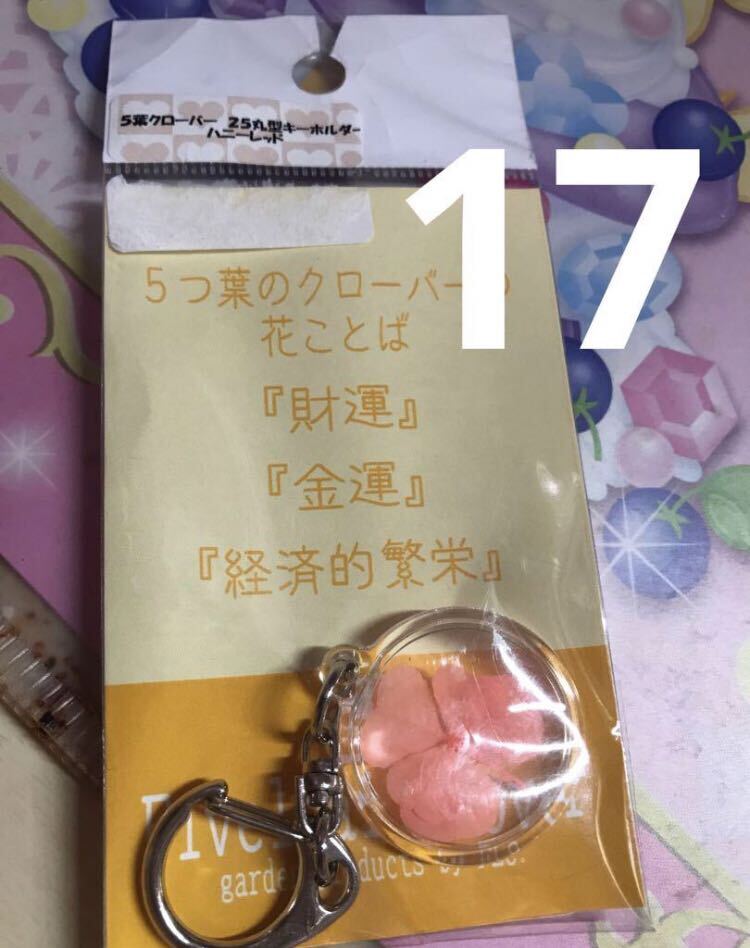 5葉クローバー 25丸型キーホルダー
ハニーレッド
17
5つ葉のクローバーの
花ことば
『財運』
『金運』
『経済的繁栄』
by